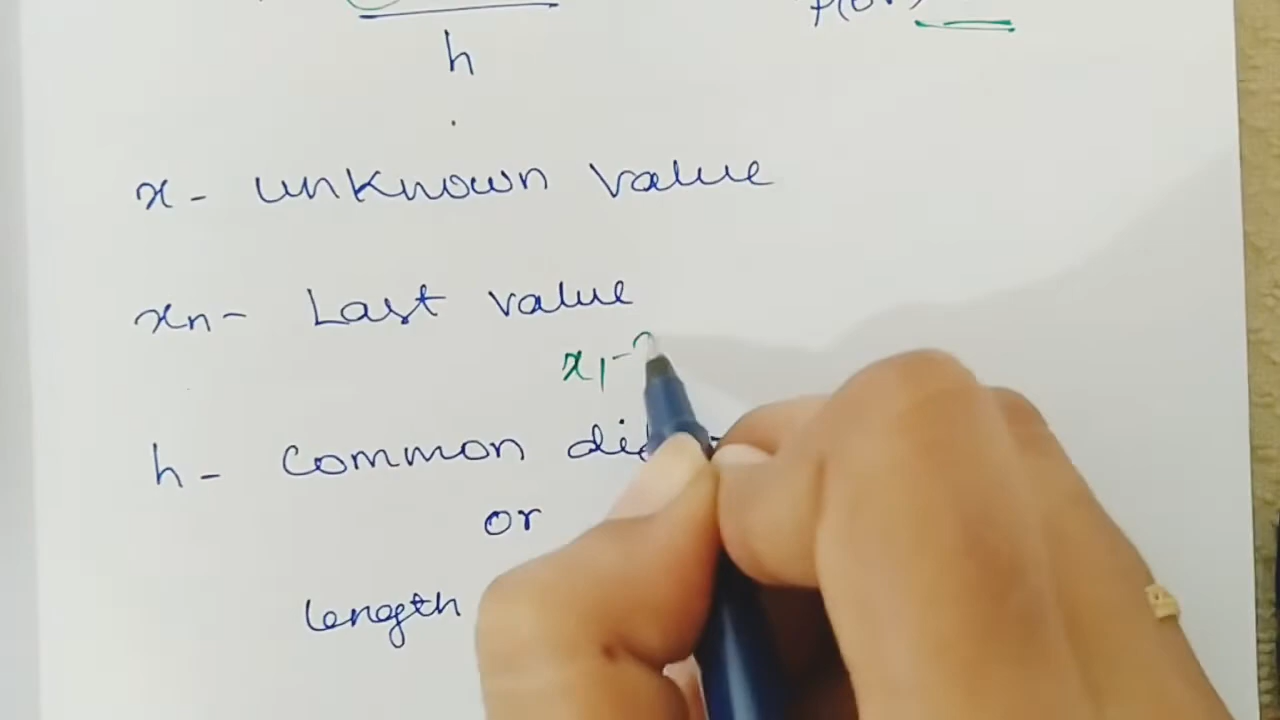 h
x - unknown value
xn - Last value
x1 -
h - Common
or
length